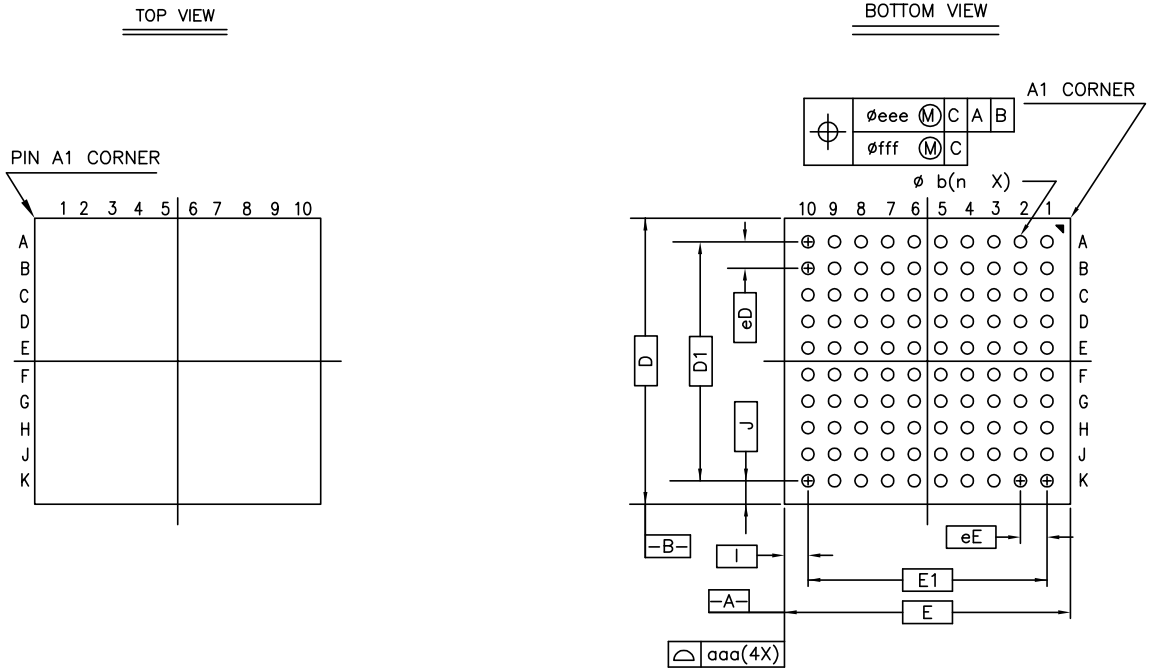 TOP VIEW
PIN A1 CORNER
1 2 3 4 5 6 7 8 9 10
A
B
C
D
E
F
G
H
J
K
BOTTOM VIEW
A1 CORNER
øeee Ⓜ C A B
øfff Ⓜ C
ø b(n X)
10 9 8 7 6 5 4 3 2 1
A
B
C
D
E
F
G
H
J
K
eD
D
D1
J
-B-
I
eE
E1
-A-
E
aaa(4X)